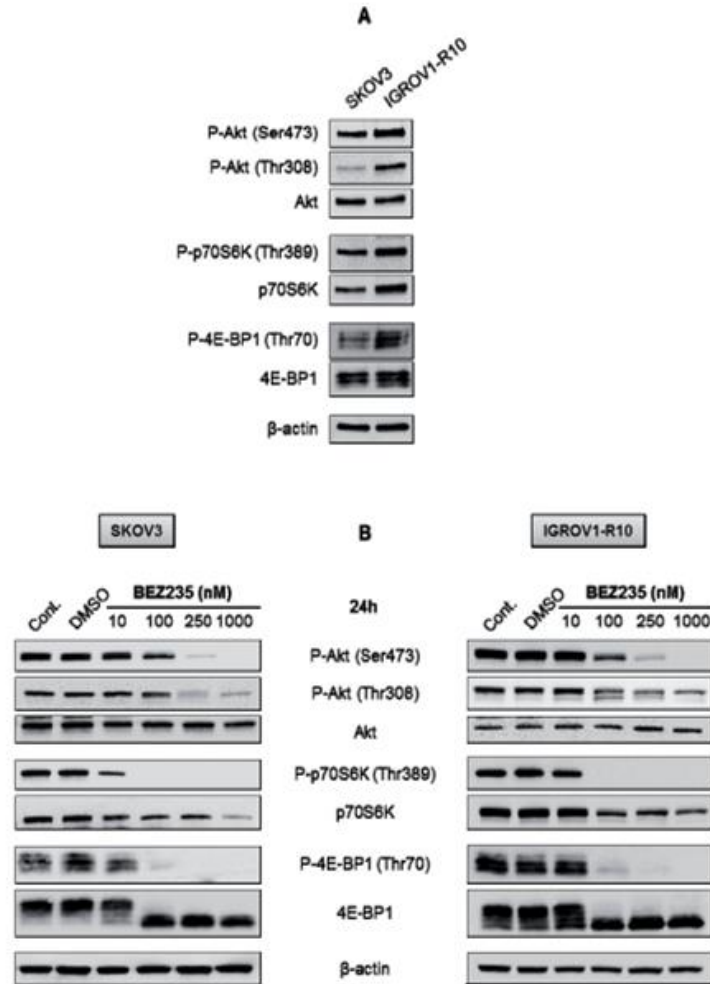 A
SKOV3 IGROV1-R10
P-Akt (Ser473)
P-Akt (Thr308)
Akt
P-p70S6K (Thr389)
p70S6K
P-4E-BP1 (Thr70)
4E-BP1
β-actin
SKOV3 B IGROV1-R10
Cont. DMSO BEZ235 (nM) 24h Cont. DMSO BEZ235 (nM)
10 100 250 1000 10 100 250 1000
P-Akt (Ser473)
P-Akt (Thr308)
Akt
P-p70S6K (Thr389)
p70S6K
P-4E-BP1 (Thr70)
4E-BP1
β-actin